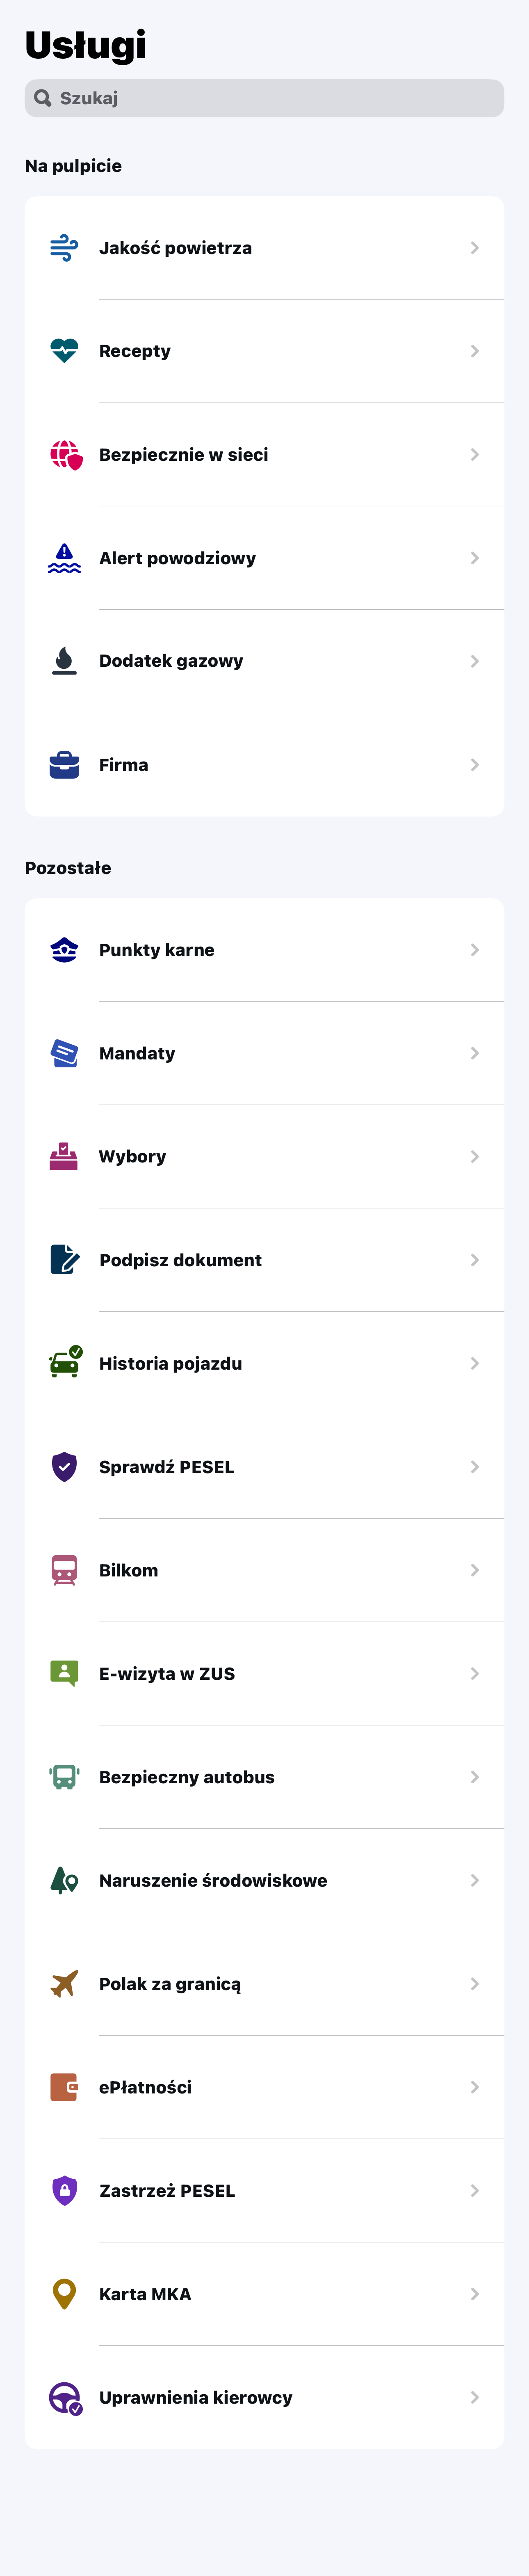 Usługi
Szukaj
Na pulpicie
Jakość powietrza
Recepty
Bezpiecznie w sieci
Alert powodziowy
Dodatek gazowy
Firma
Pozostałe
Punkty karne
Mandaty
Wybory
Podpisz dokument
Historia pojazdu
Sprawdź PESEL
Bilkom
E-wizyta w ZUS
Bezpieczny autobus
Naruszenie środowiskowe
Polak za granicą
ePłatności
Zastrzeż PESEL
Karta MKA
Uprawnienia kierowcy